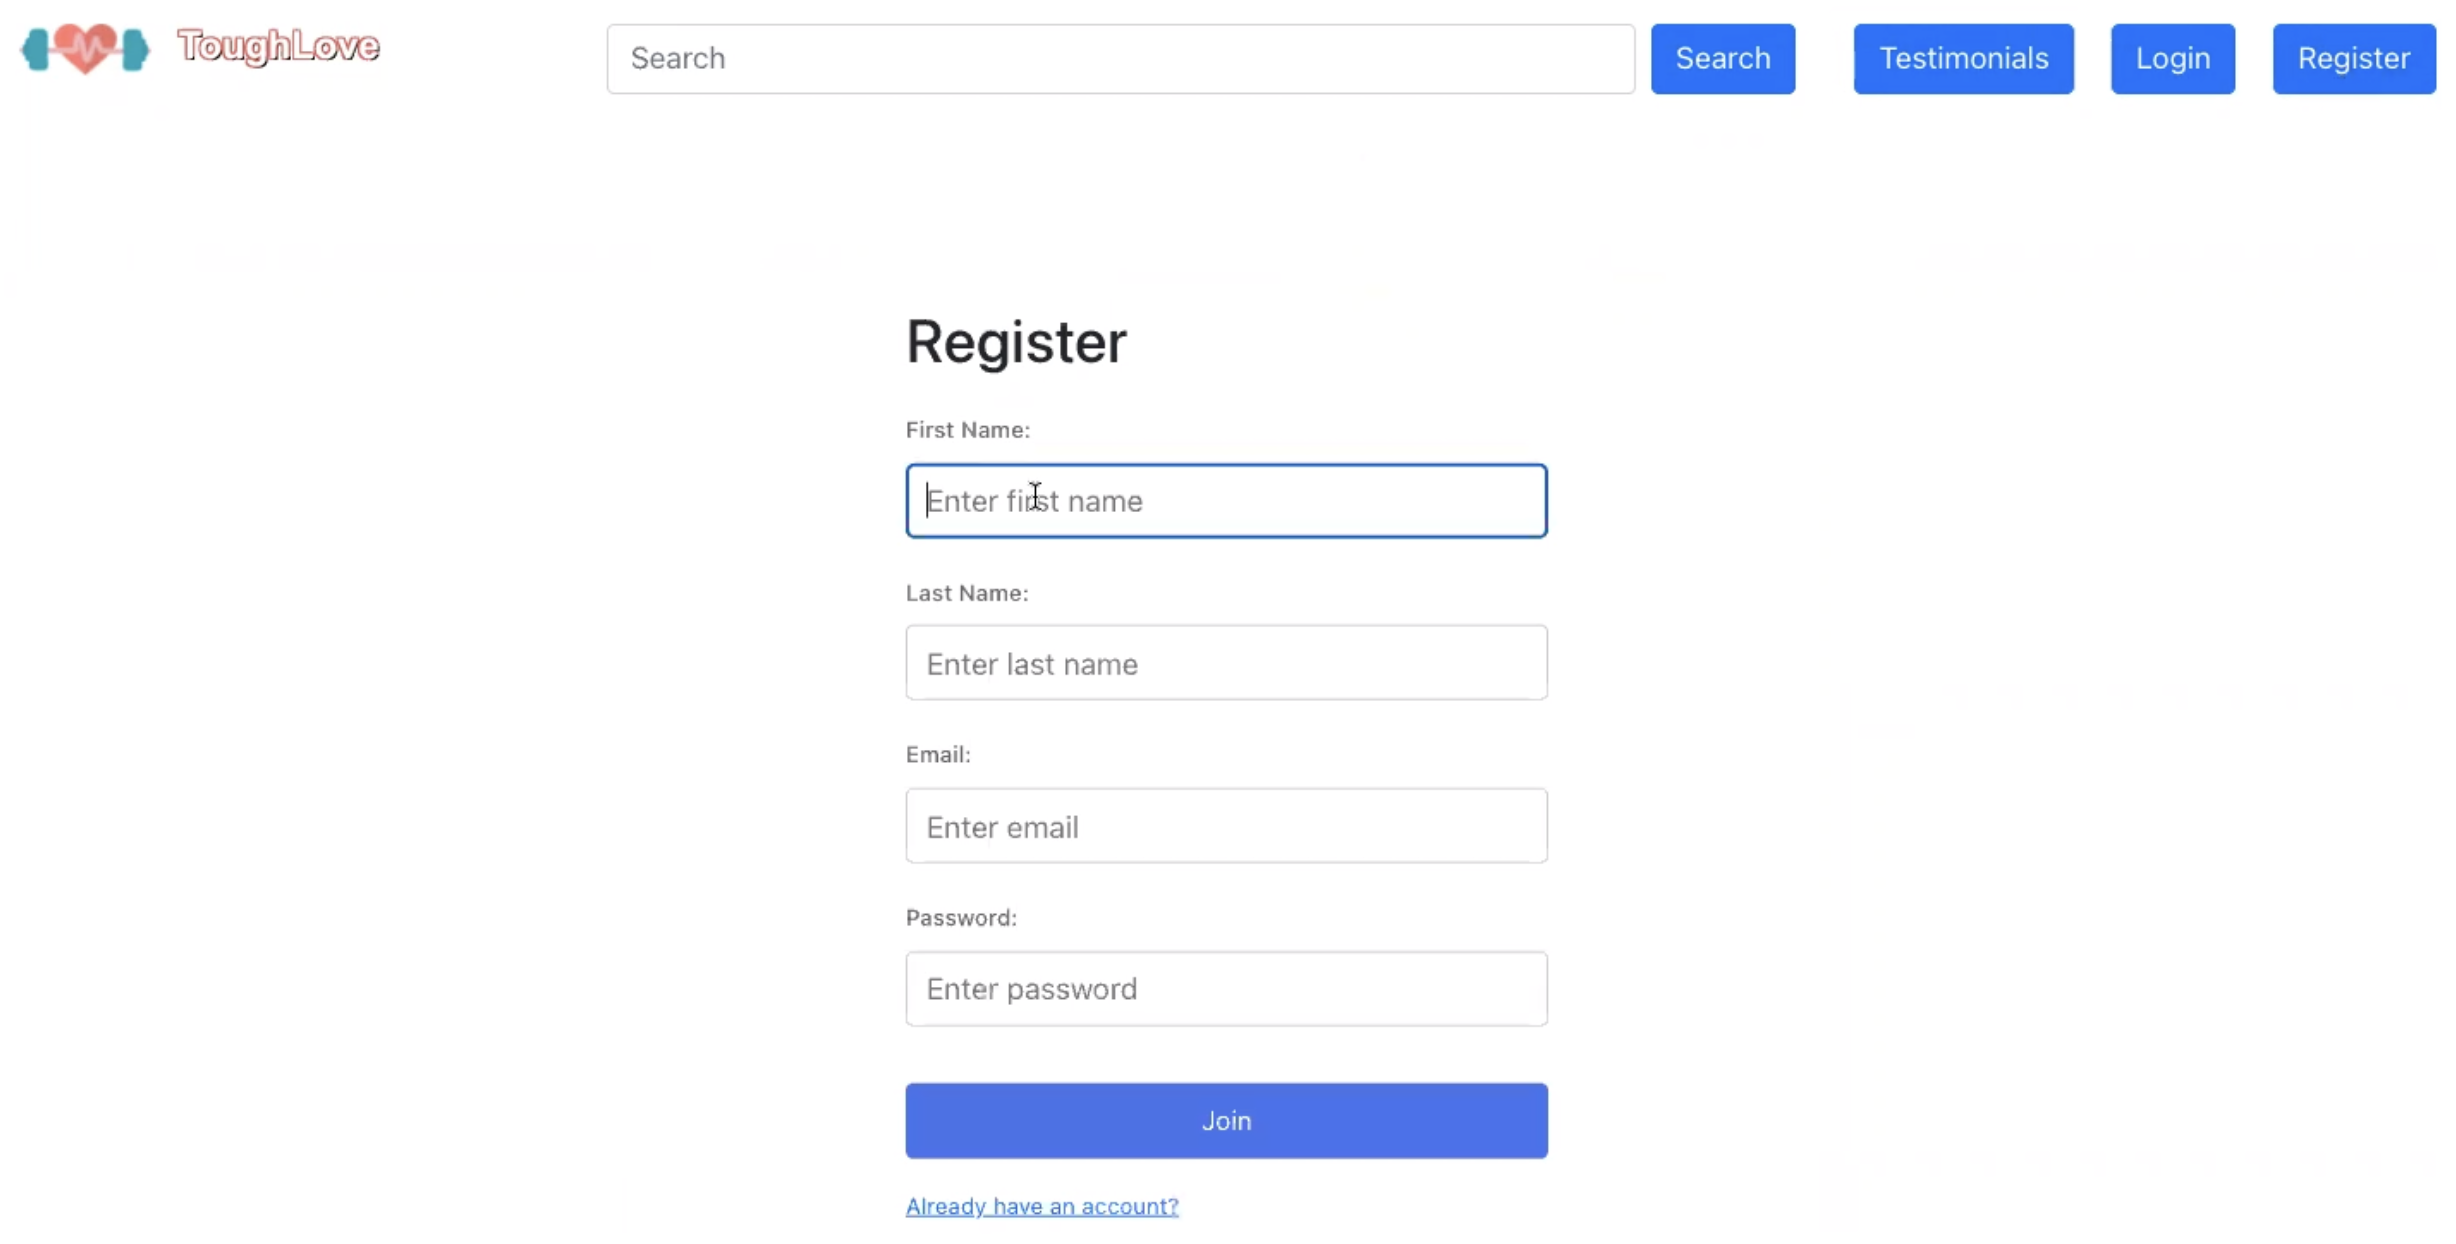 ToughLove
Search
Search
Testimonials
Login
Register
Register
First Name:
Enter first name
Last Name:
Enter last name
Email:
Enter email
Password:
Enter password
Join
Already have an account?